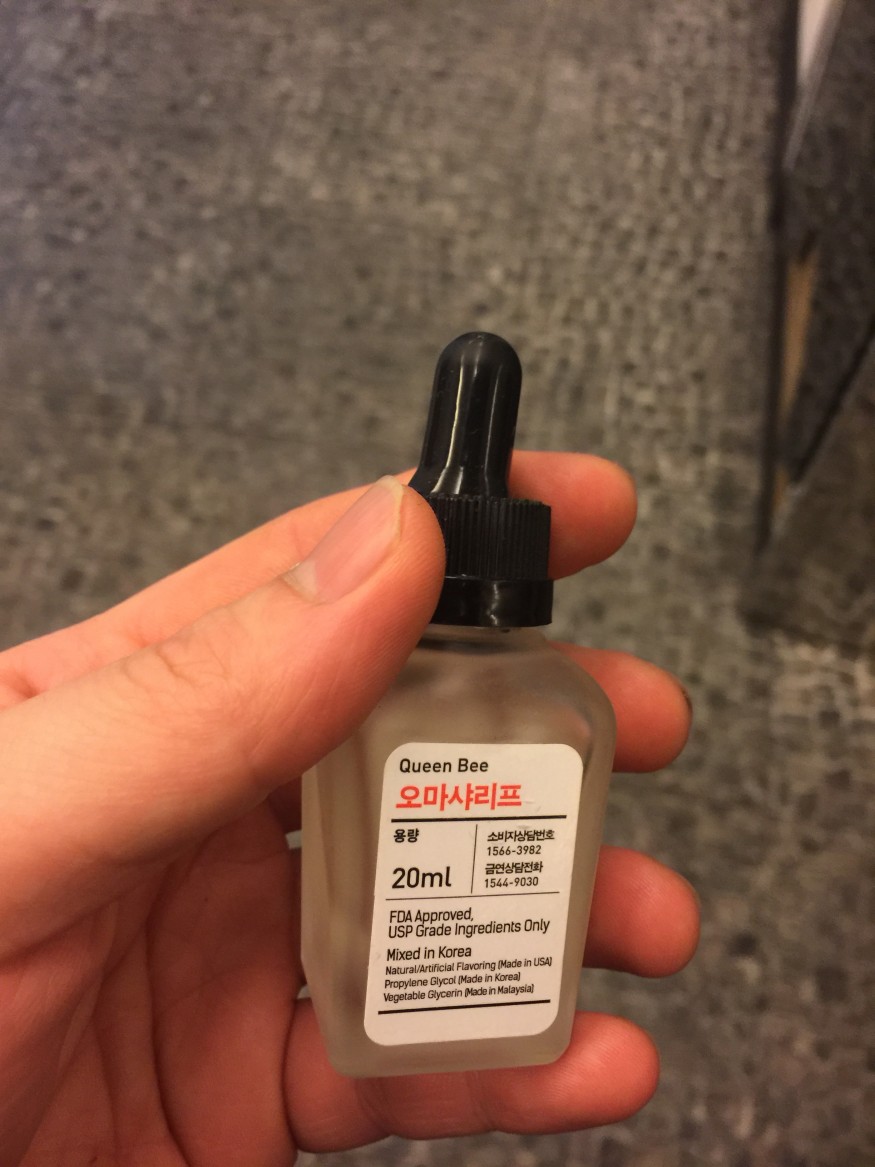 Queen Bee
오마샤리프
용량
20ml
소비자상담번호
1566-3982
금연상담전화
1544-9030
FDA Approved,
USP Grade Ingredients Only
Mixed in Korea
Natural/Artificial Flavoring (Made in USA)
Propylene Glycol (Made in Korea)
Vegetable Glycerin (Made in Malaysia)